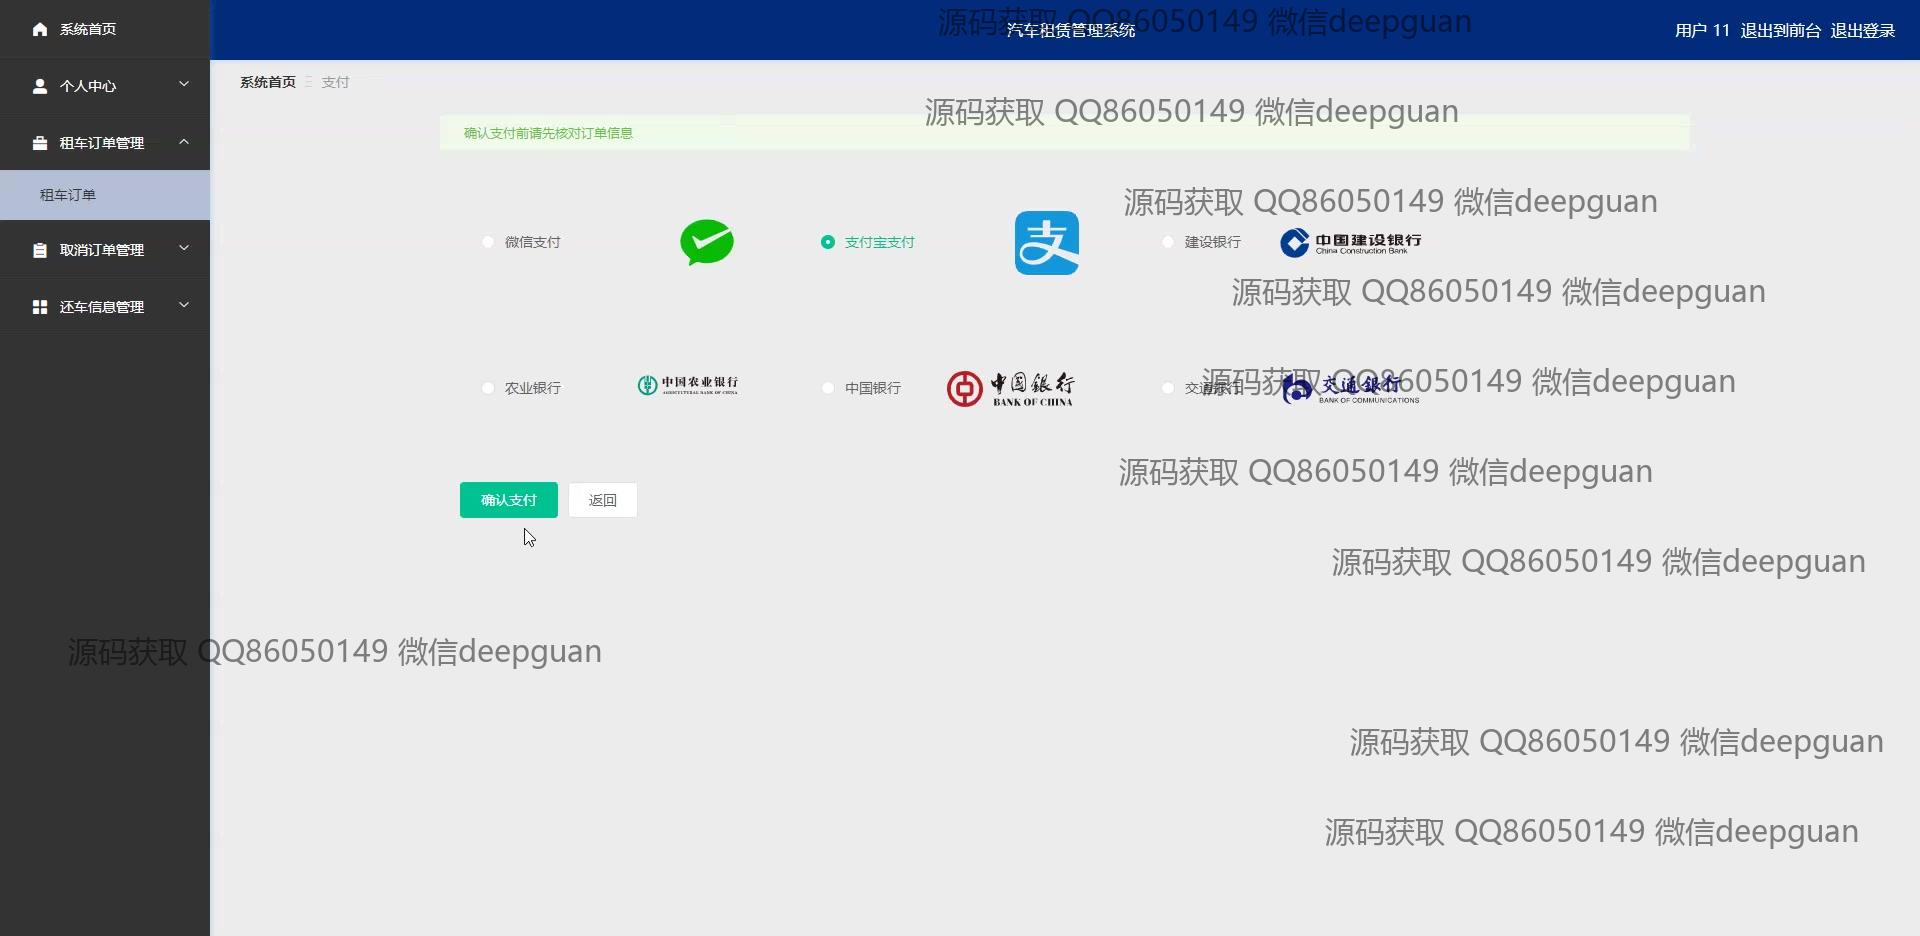 系统首页
个人中心
租车订单管理
租车订单
取消订单管理
还车信息管理
汽车租赁管理系统
用户 11 退出到前台 退出登录
源码获取 QQ86050149 微信deepguan
系统首页 支付
源码获取 QQ86050149 微信deepguan
确认支付前请先核对订单信息
源码获取 QQ86050149 微信deepguan
微信支付
支付宝支付
支
建设银行
中国建设银行
China Construction Bank
源码获取 QQ86050149 微信deepguan
农业银行
中国农业银行
AGRICULTURAL BANK OF CHINA
中国银行
中国银行
BANK OF CHINA
交通银行
交通銀行
BANK OF COMMUNICATIONS
源码获取 QQ86050149 微信deepguan
源码获取 QQ86050149 微信deepguan
确认支付
返回
源码获取 QQ86050149 微信deepguan
源码获取 QQ86050149 微信deepguan
源码获取 QQ86050149 微信deepguan
源码获取 QQ86050149 微信deepguan